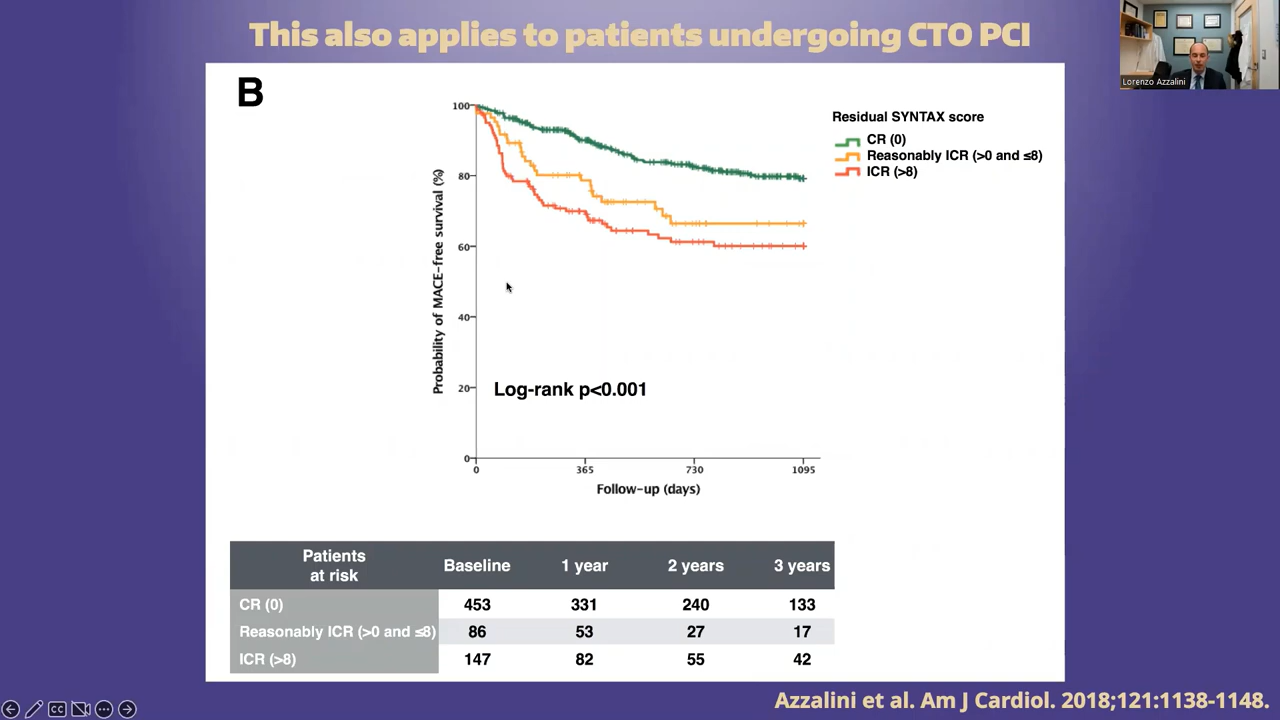 This also applies to patients undergoing CTO PCI
Lorenzo Azzalini
B
Probability of MACE-free survival (%)
100
80
60
40
20
0
Log-rank p<0.001
0 365 730 1095
Follow-up (days)
Residual SYNTAX score
CR (0)
Reasonably ICR (>0 and ≤8)
ICR (>8)
Patients at risk Baseline 1 year 2 years 3 years
CR (0) 453 331 240 133
Reasonably ICR (>0 and ≤8) 86 53 27 17
ICR (>8) 147 82 55 42
CC
Azzalini et al. Am J Cardiol. 2018;121:1138-1148.